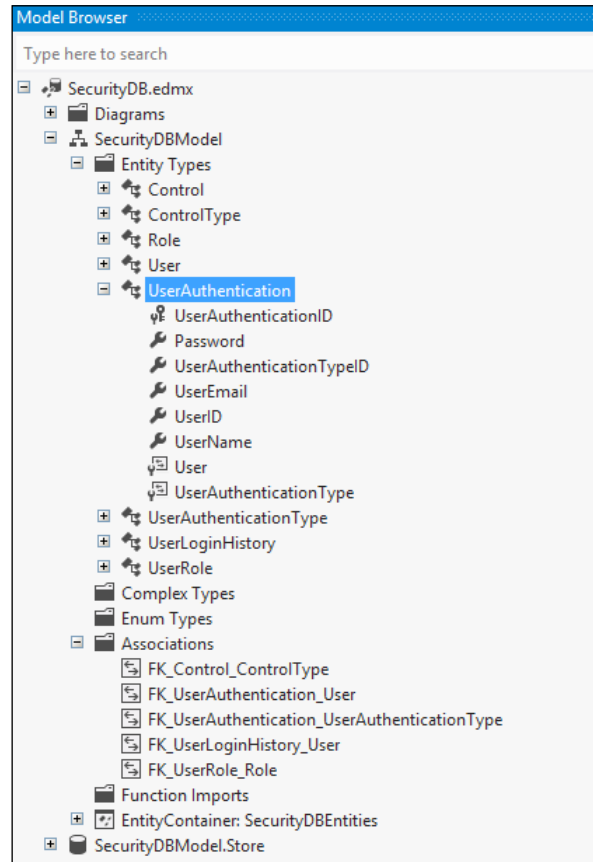 Model Browser
Type here to search
SecurityDB.edmx
Diagrams
SecurityDBModel
Entity Types
Control
ControlType
Role
User
UserAuthentication
UserAuthenticationID
Password
UserAuthenticationTypeID
UserEmail
UserID
UserName
User
UserAuthenticationType
UserAuthenticationType
UserLoginHistory
UserRole
Complex Types
Enum Types
Associations
FK_Control_ControlType
FK_UserAuthentication_User
FK_UserAuthentication_UserAuthenticationType
FK_UserLoginHistory_User
FK_UserRole_Role
Function Imports
EntityContainer: SecurityDBEntities
SecurityDBModel.Store